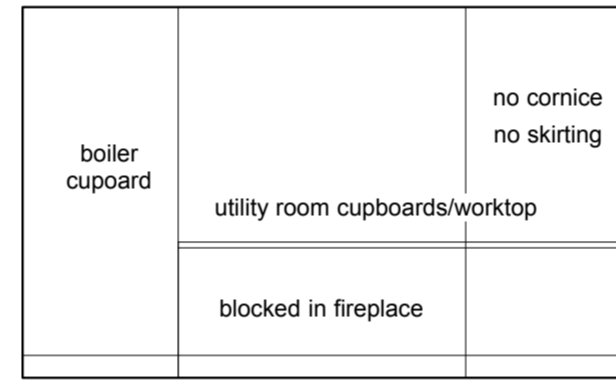 no cornice
no skirting
boiler
cupoard
utility room cupboards/worktop
blocked in fireplace